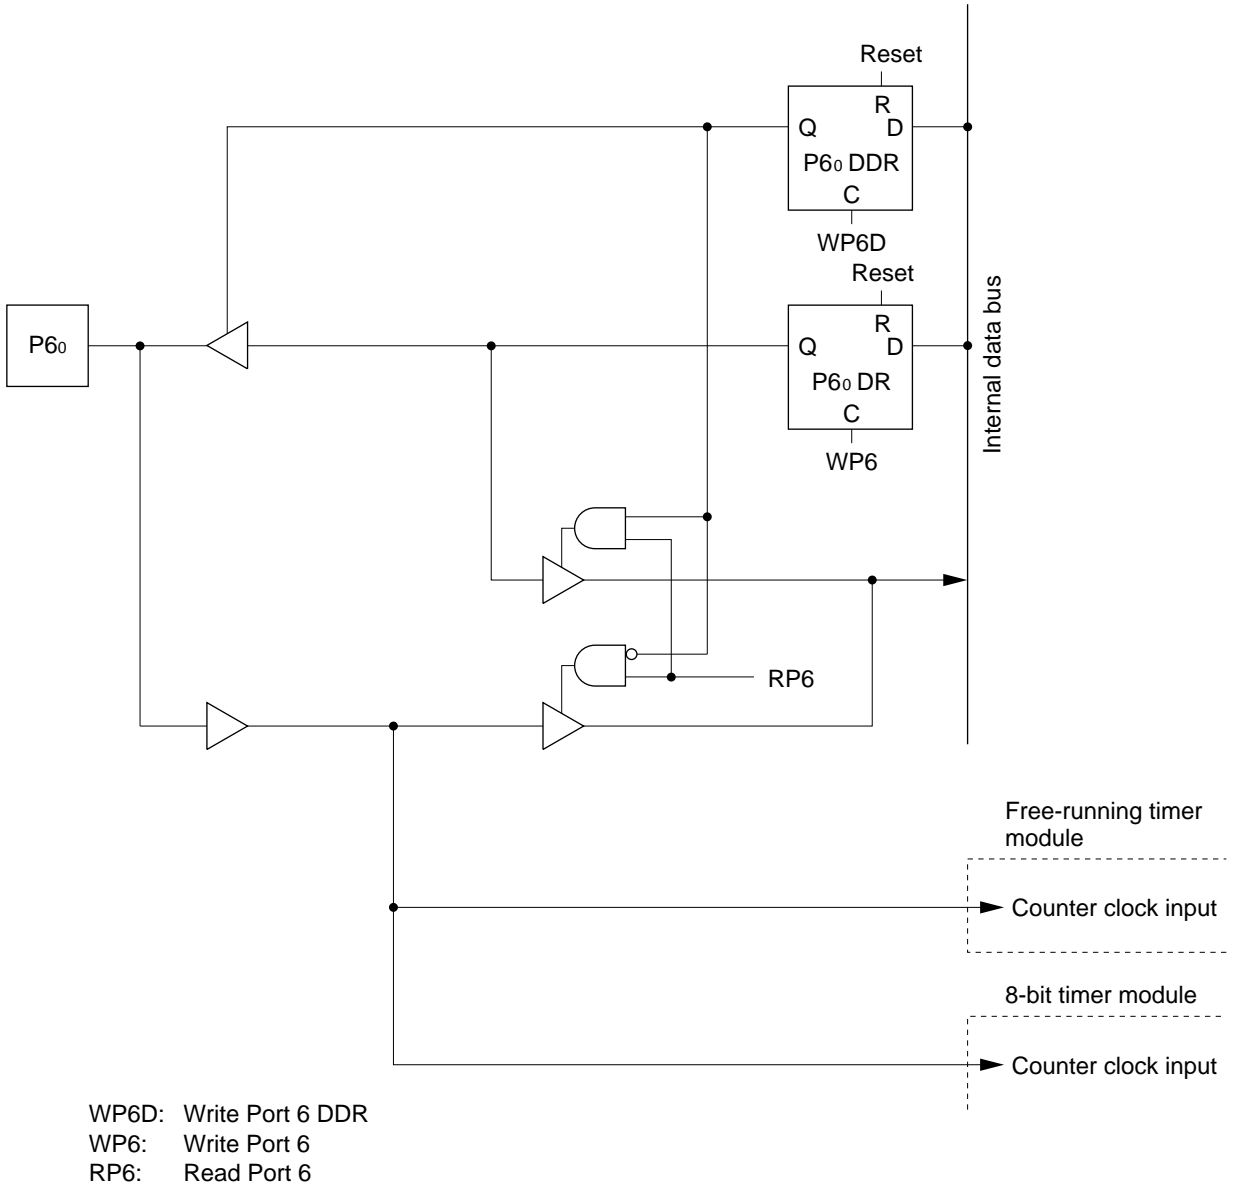 Reset
R
Q D
P6₀ DDR
C
WP6D
Reset
R
P6₀
Q D
P6₀ DR
C
WP6
Internal data bus
RP6
Free-running timer
module
Counter clock input
8-bit timer module
Counter clock input
WP6D: Write Port 6 DDR
WP6: Write Port 6
RP6: Read Port 6